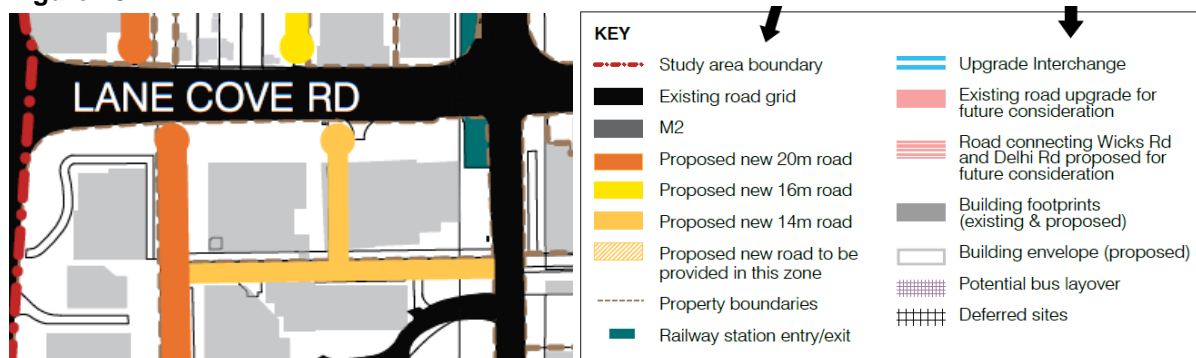 LANE COVE RD
KEY
Study area boundary
Existing road grid
M2
Proposed new 20m road
Proposed new 16m road
Proposed new 14m road
Proposed new road to be
provided in this zone
Property boundaries
Railway station entry/exit
Upgrade Interchange
Existing road upgrade for
future consideration
Road connecting Wicks Rd
and Delhi Rd proposed for
future consideration
Building footprints
(existing & proposed)
Building envelope (proposed)
Potential bus layover
Deferred sites